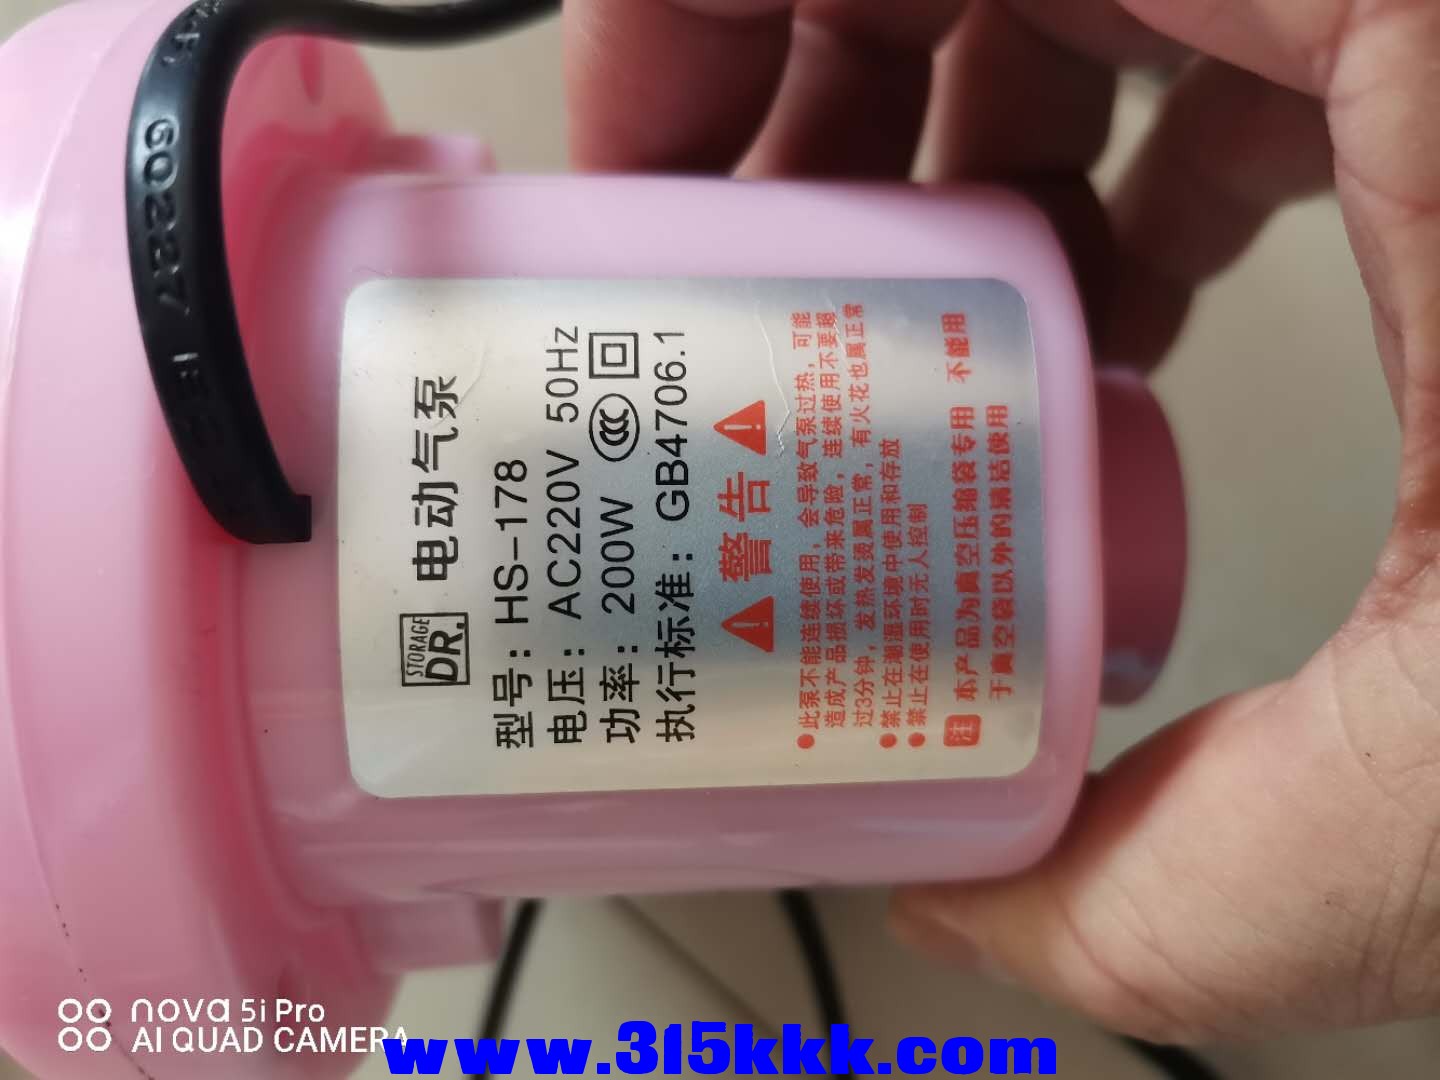 60227 IEC
STORAGE
DR.
电动气泵
型号：HS-178
电压：AC220V 50Hz
功率：200W
执行标准：GB4706.1
警告
●此泵不能连续使用，会导致气泵过热，可能
造成产品损坏或带来危险，连续使用不要超
过3分钟，发热发烫属正常，有火花也属正常
●禁止在潮湿环境中使用和存放
●禁止在使用时无人控制
注 本产品为真空压缩袋专用 不能用
于真空袋以外的清洁使用
nova 5i Pro
AI QUAD CAMERA
www.315kkk.com